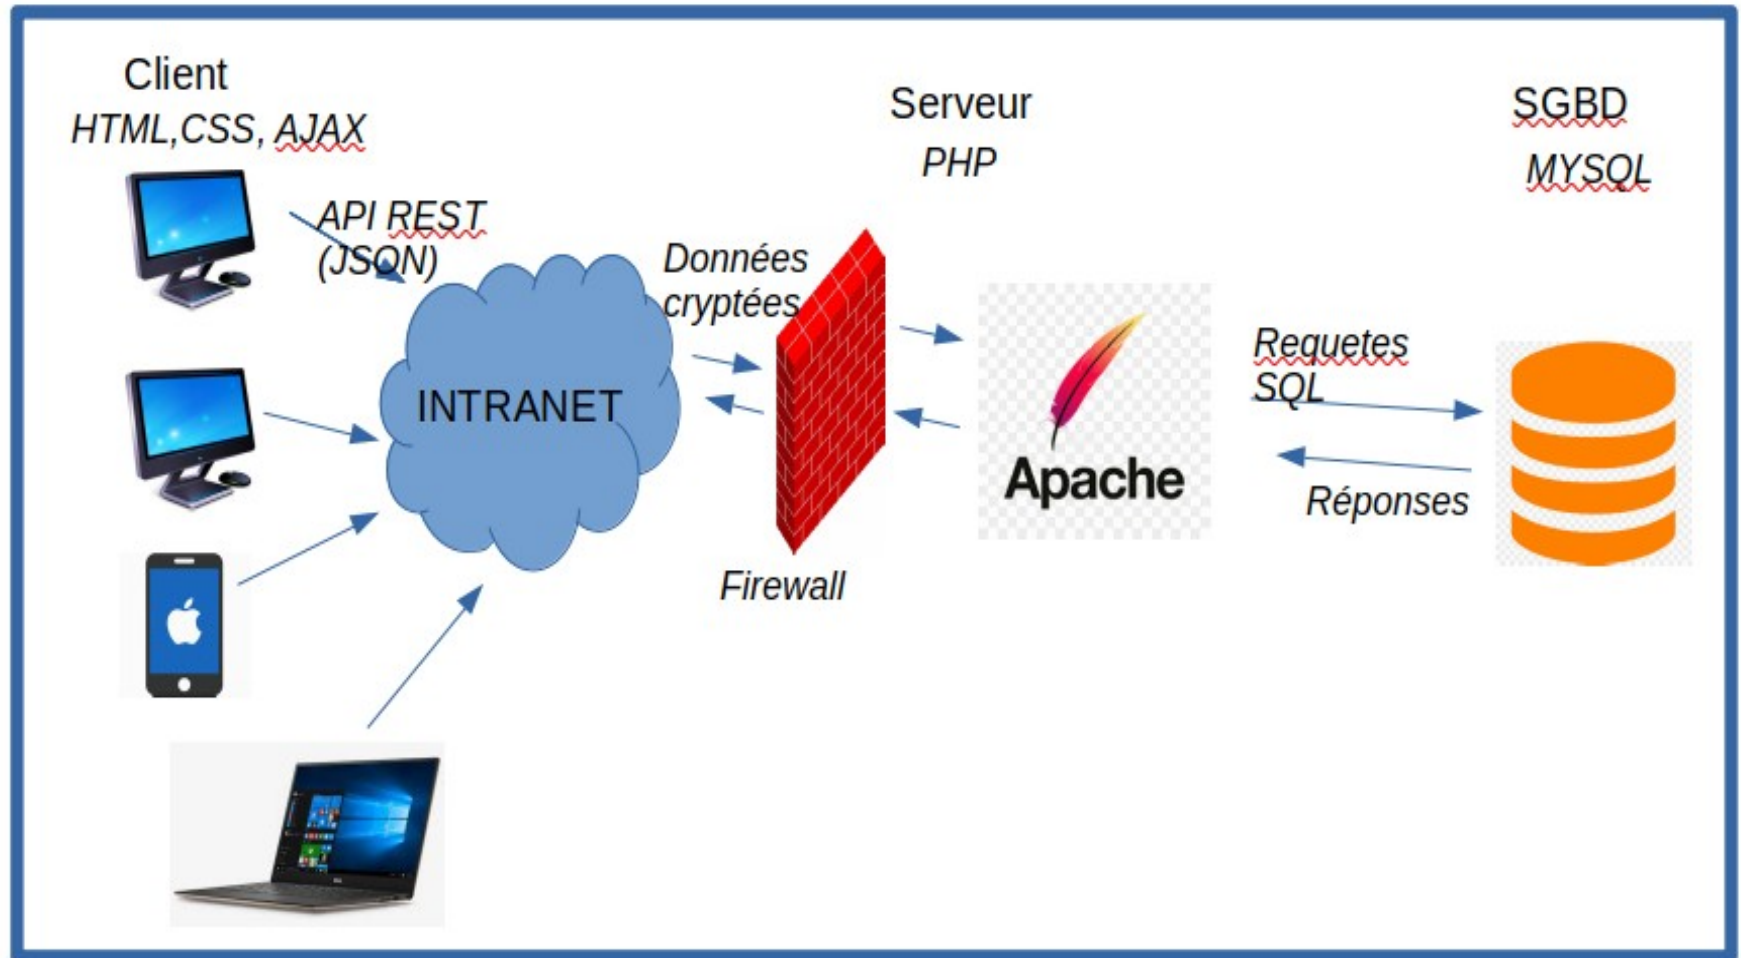 Client
HTML,CSS, AJAX
API REST
(JSON)
INTRANET
Données
cryptées
Firewall
Serveur
PHP
Apache
Requetes
SQL
Réponses
SGBD
MYSQL